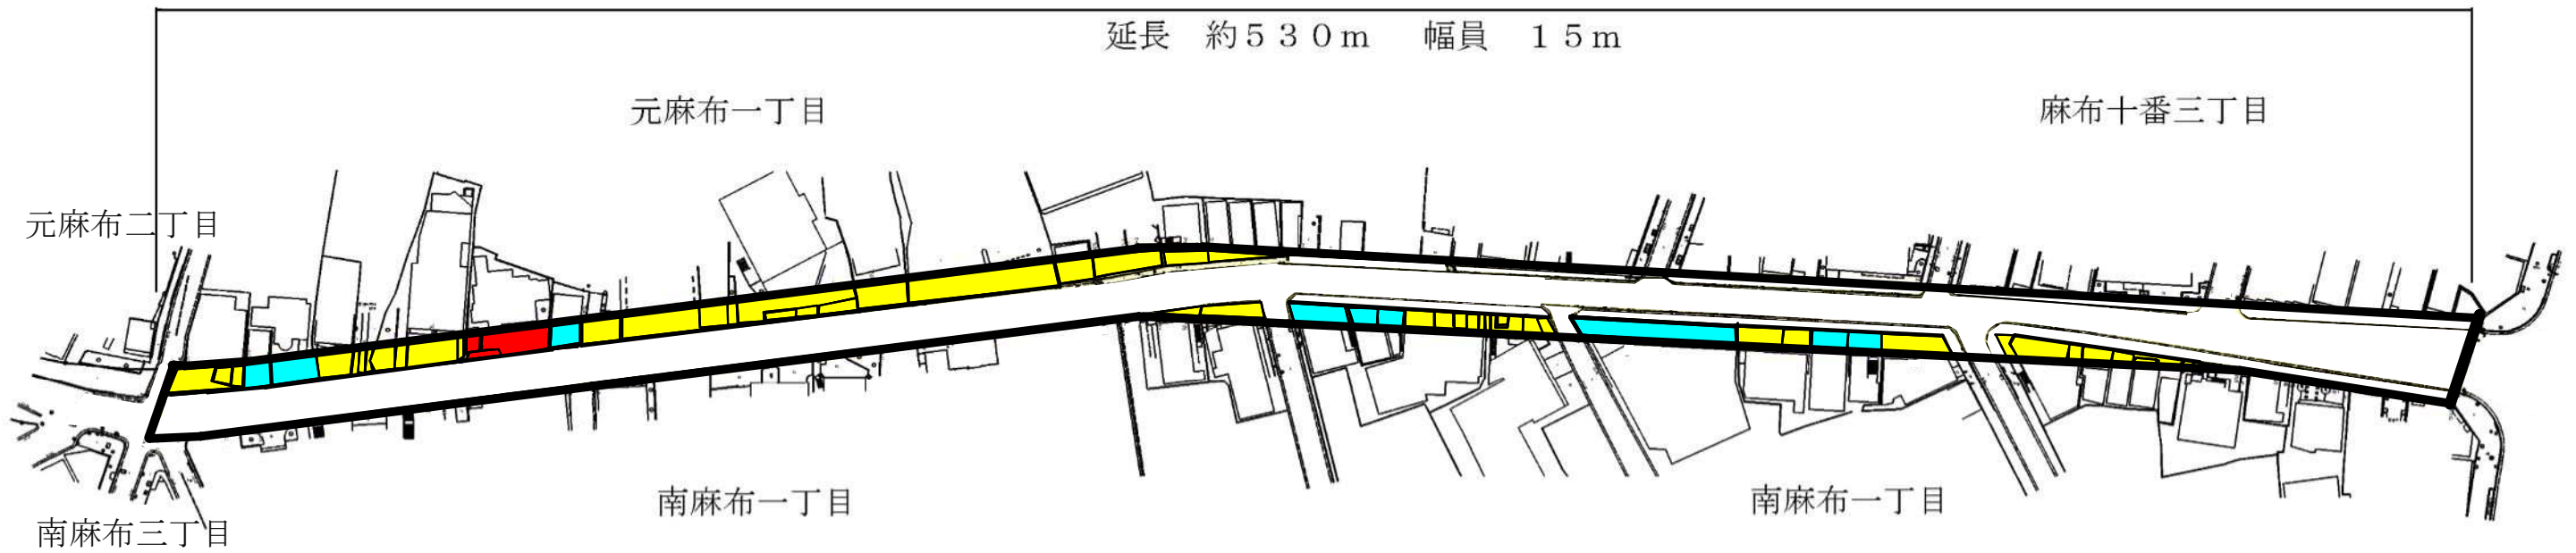 延長　約５３０ｍ　幅員　１５ｍ
元麻布一丁目
麻布十番三丁目
元麻布二丁目
南麻布一丁目
南麻布一丁目
南麻布三丁目